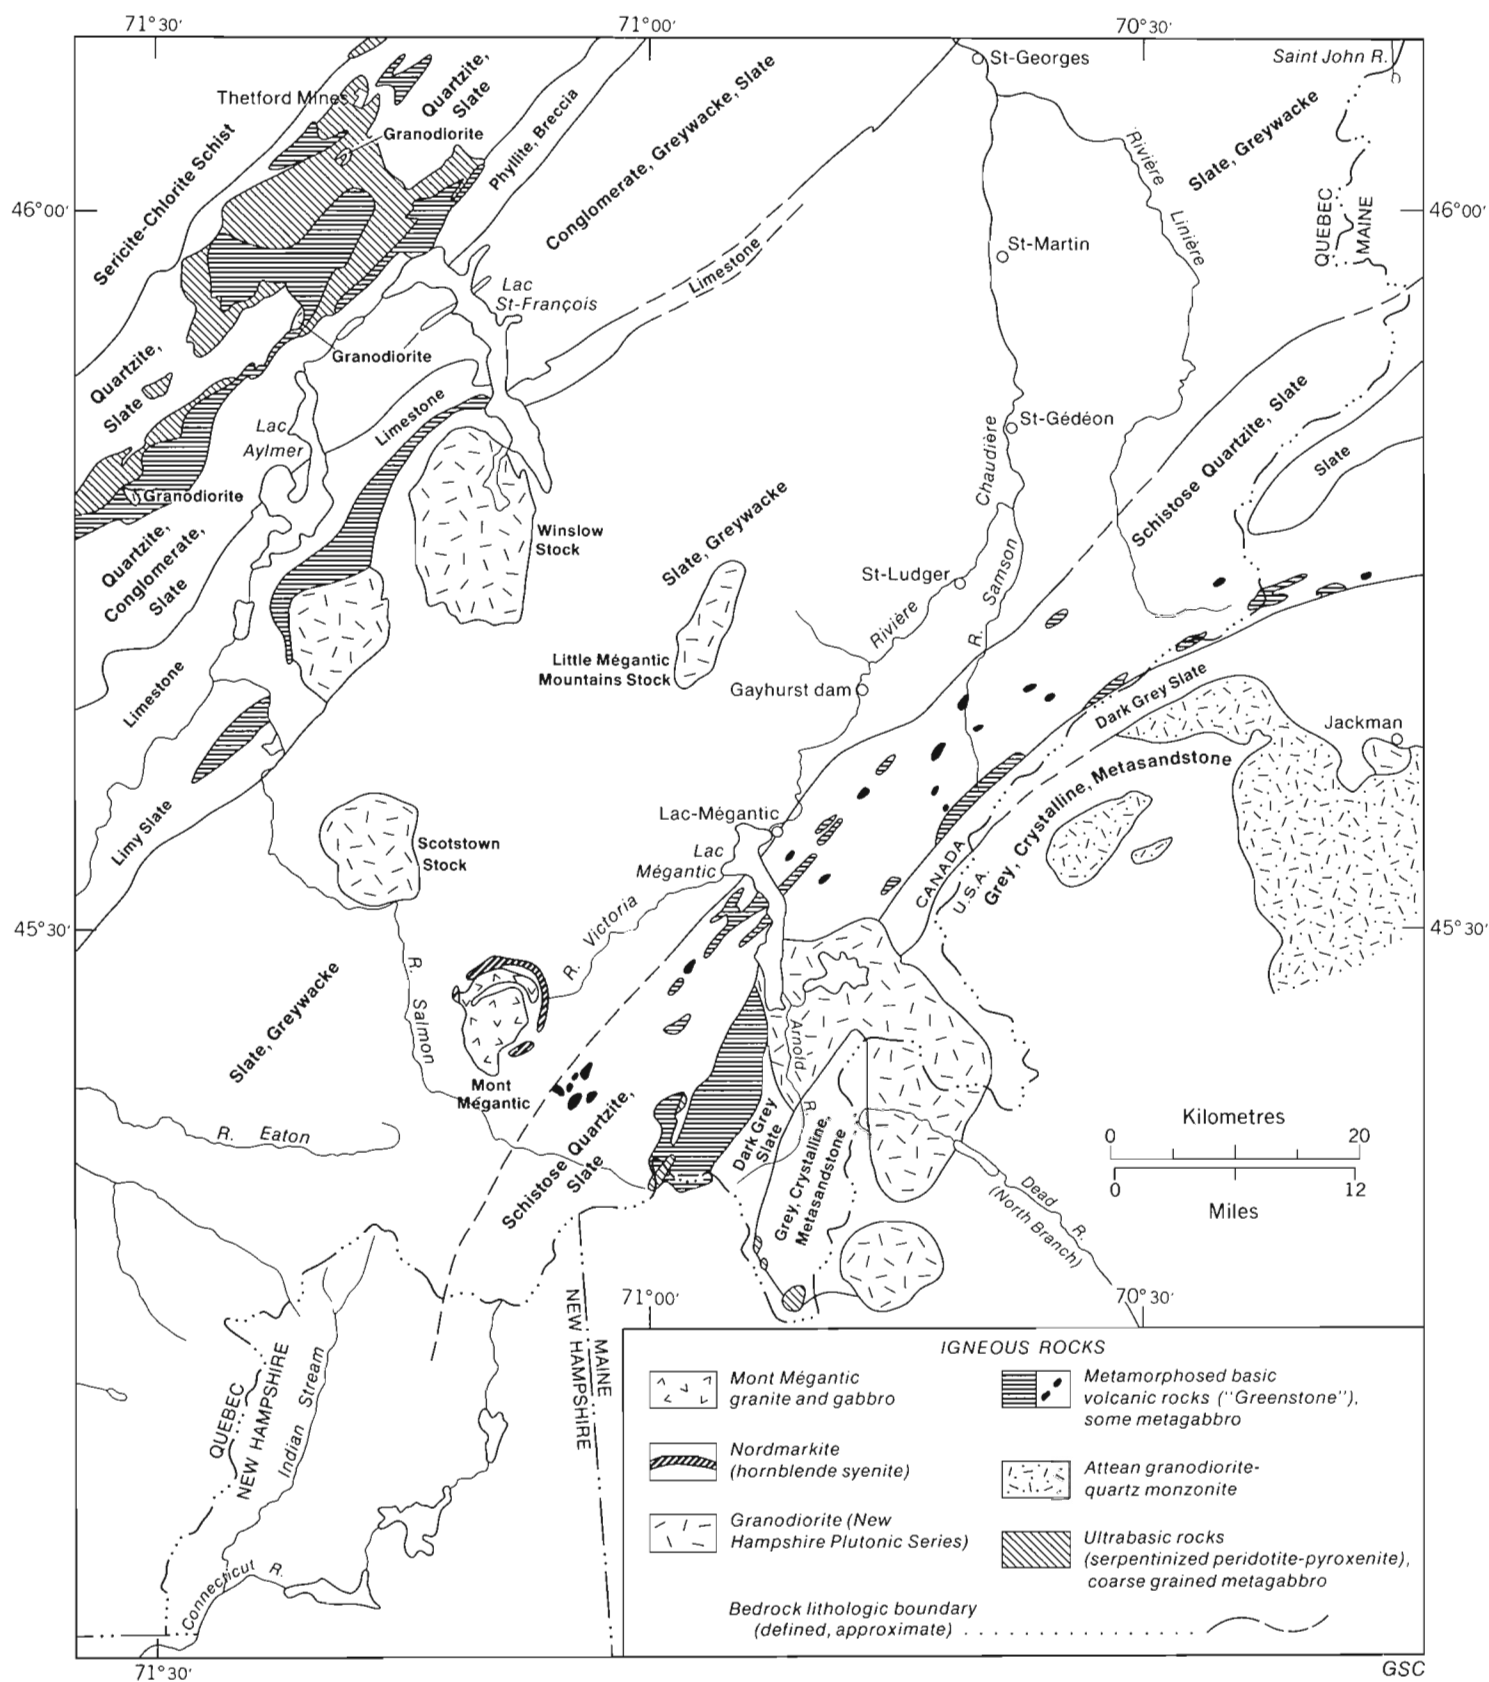 71°30′
71°00′
70°30′
St-Georges
Saint John R.
Thetford Mines
Quartzite,
Slate
Granodiorite
Phyllite, Breccia
Conglomerate, Greywacke, Slate
Sericite-Chlorite Schist
Rivière
Linière
Slate, Greywacke
QUEBEC
MAINE
46°00′
46°00′
St-Martin
Limestone
Lac
St-François
Granodiorite
Quartzite,
Slate
Limestone
Lac
Aylmer
Granodiorite
St-Gédéon
Chaudière
Schistose Quartzite, Slate
Slate
Quartzite,
Conglomerate,
Slate
Winslow
Stock
Slate, Greywacke
St-Ludger
Rivière
R. Samson
Little Mégantic
Mountains Stock
Gayhurst dam
Limestone
Dark Grey Slate
Jackman
Grey, Crystalline, Metasandstone
Limy Slate
Scotstown
Stock
Lac-Mégantic
Lac
Mégantic
CANADA
U.S.A.
45°30′
45°30′
R. Victoria
R. Salmon
Slate, Greywacke
Mont
Mégantic
Arnold
R.
R. Eaton
Schistose Quartzite,
Slate
Dark Grey
Slate
Grey, Crystalline,
Metasandstone
Kilometres
0 20
0 12
Miles
Dead R.
(North Branch)
71°00′
70°30′
MAINE
NEW HAMPSHIRE
QUEBEC
NEW HAMPSHIRE
Indian Stream
Connecticut R.
IGNEOUS ROCKS
Mont Mégantic
granite and gabbro
Nordmarkite
(hornblende syenite)
Granodiorite (New
Hampshire Plutonic Series)
Metamorphosed basic
volcanic rocks ("Greenstone"),
some metagabbro
Attean granodiorite-
quartz monzonite
Ultrabasic rocks
(serpentinized peridotite-pyroxenite),
coarse grained metagabbro
Bedrock lithologic boundary
(defined, approximate)
71°30′
GSC